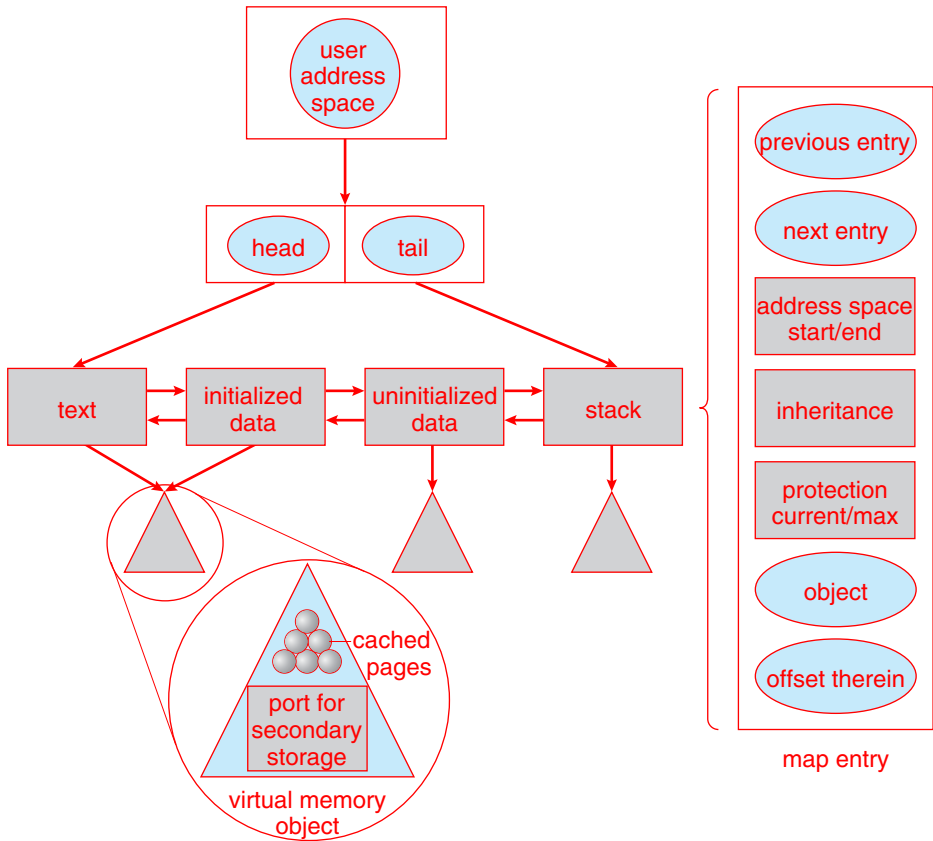 user
address
space
head
tail
text
initialized
data
uninitialized
data
stack
cached
pages
port for
secondary
storage
virtual memory
object
previous entry
next entry
address space
start/end
inheritance
protection
current/max
object
offset therein
map entry